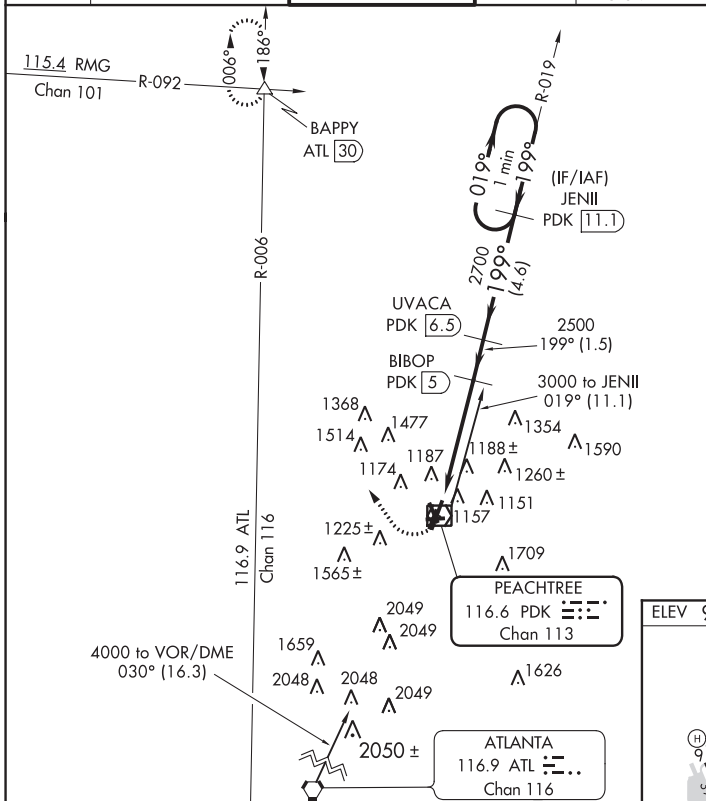 115.4 RMG
Chan 101
R-092
006°
186°
BAPPY
ATL 30
R-019
019°
1 min
199°
(IF/IAF)
JENII
PDK 11.1
R-006
2700
199°
(4.6)
UVACA
PDK 6.5
2500
199° (1.5)
BIBOP
PDK 5
3000 to JENII
019° (11.1)
1368
1477
1514
1354
1590
1187
1188 ±
1174
1260 ±
1157
1151
1225 ±
1565 ±
1709
116.9 ATL
Chan 116
PEACHTREE
116.6 PDK
Chan 113
ELEV 9
2049
2049
1659
4000 to VOR/DME
030° (16.3)
2048
2048
2049
1626
2050 ±
ATLANTA
116.9 ATL
Chan 116
H